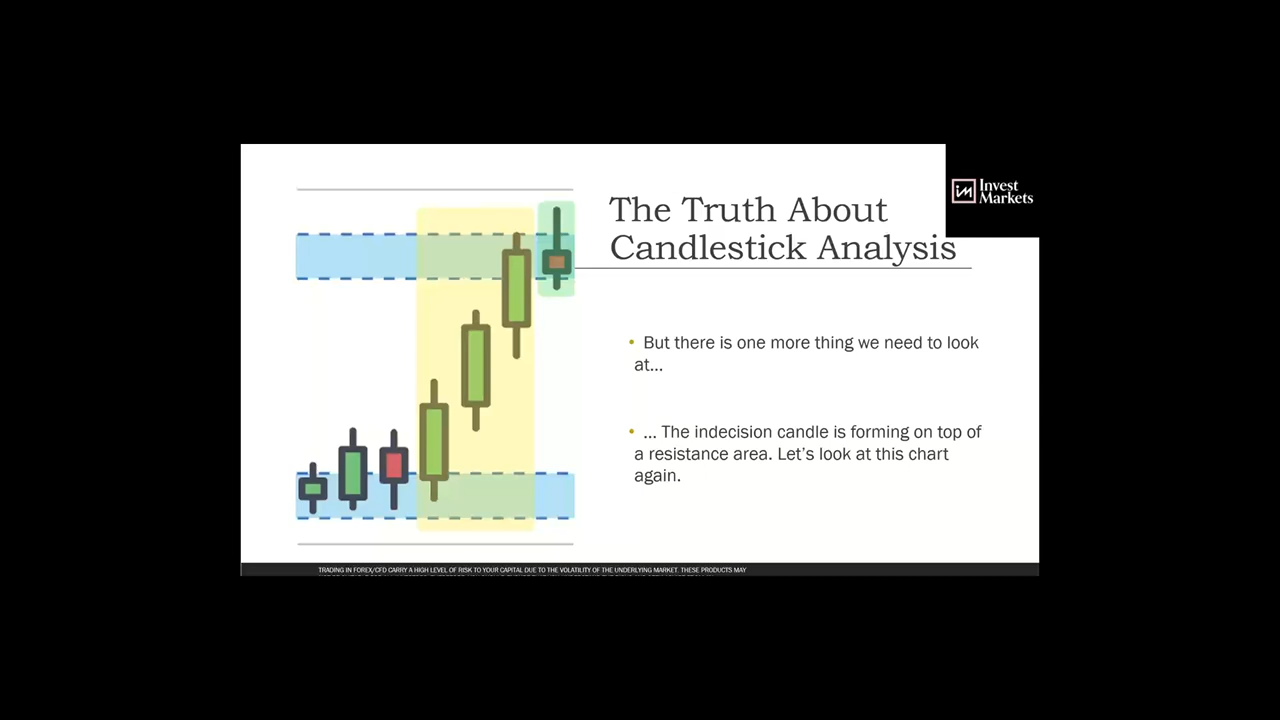 Invest
Markets
The Truth About
Candlestick Analysis
• But there is one more thing we need to look
at...
• ... The indecision candle is forming on top of
a resistance area. Let’s look at this chart
again.
TRADING IN FOREX/CFD CARRY A HIGH LEVEL OF RISK TO YOUR CAPITAL DUE TO THE VOLATILITY OF THE UNDERLYING MARKET. THESE PRODUCTS MAY